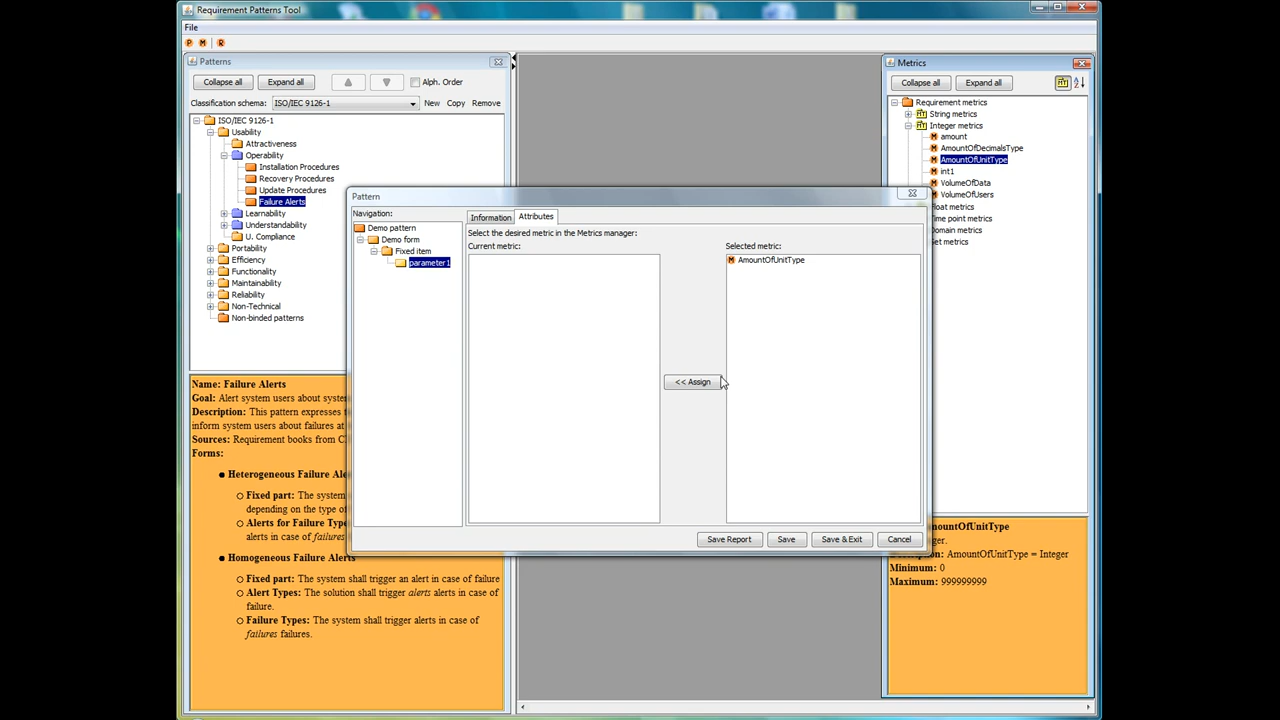 Requirement Patterns Tool
File
P M R
Patterns
Collapse all Expand all Alph. Order
Classification schema: ISO/IEC 9126-1 New Copy Remove
ISO/IEC 9126-1
Usability
Attractiveness
Operability
Installation Procedures
Recovery Procedures
Update Procedures
Failure Alerts
Learnability
Understandability
U. Compliance
Portability
Efficiency
Functionality
Maintainability
Reliability
Non-Technical
Non-binded patterns
Name: Failure Alerts
Goal: Alert system users about system
Description: This pattern expresses
inform system users about failures at
Sources: Requirement books from C
Forms:
Heterogeneous Failure Ale
Fixed part: The system
depending on the type of
Alerts for Failure Type
alerts in case of failures
Homogeneous Failure Alerts
Fixed part: The system shall trigger an alert in case of failure
Alert Types: The solution shall trigger alerts alerts in case of
failure.
Failure Types: The system shall trigger alerts in case of
failures failures.
Pattern
Navigation:
Demo pattern
Demo form
Fixed item
parameter1
Information Attributes
Select the desired metric in the Metrics manager:
Current metric: Selected metric:
M AmountOfUnitType
<< Assign
Save Report Save Save & Exit Cancel
Metrics
Collapse all Expand all
Requirement metrics
String metrics
Integer metrics
M amount
M AmountOfDecimalsType
M AmountOfUnitType
M int1
M VolumeOfData
M VolumeOfUsers
Float metrics
Time point metrics
Domain metrics
Set metrics
mountOfUnitType
ger.
AmountOfUnitType = Integer
Minimum: 0
Maximum: 999999999